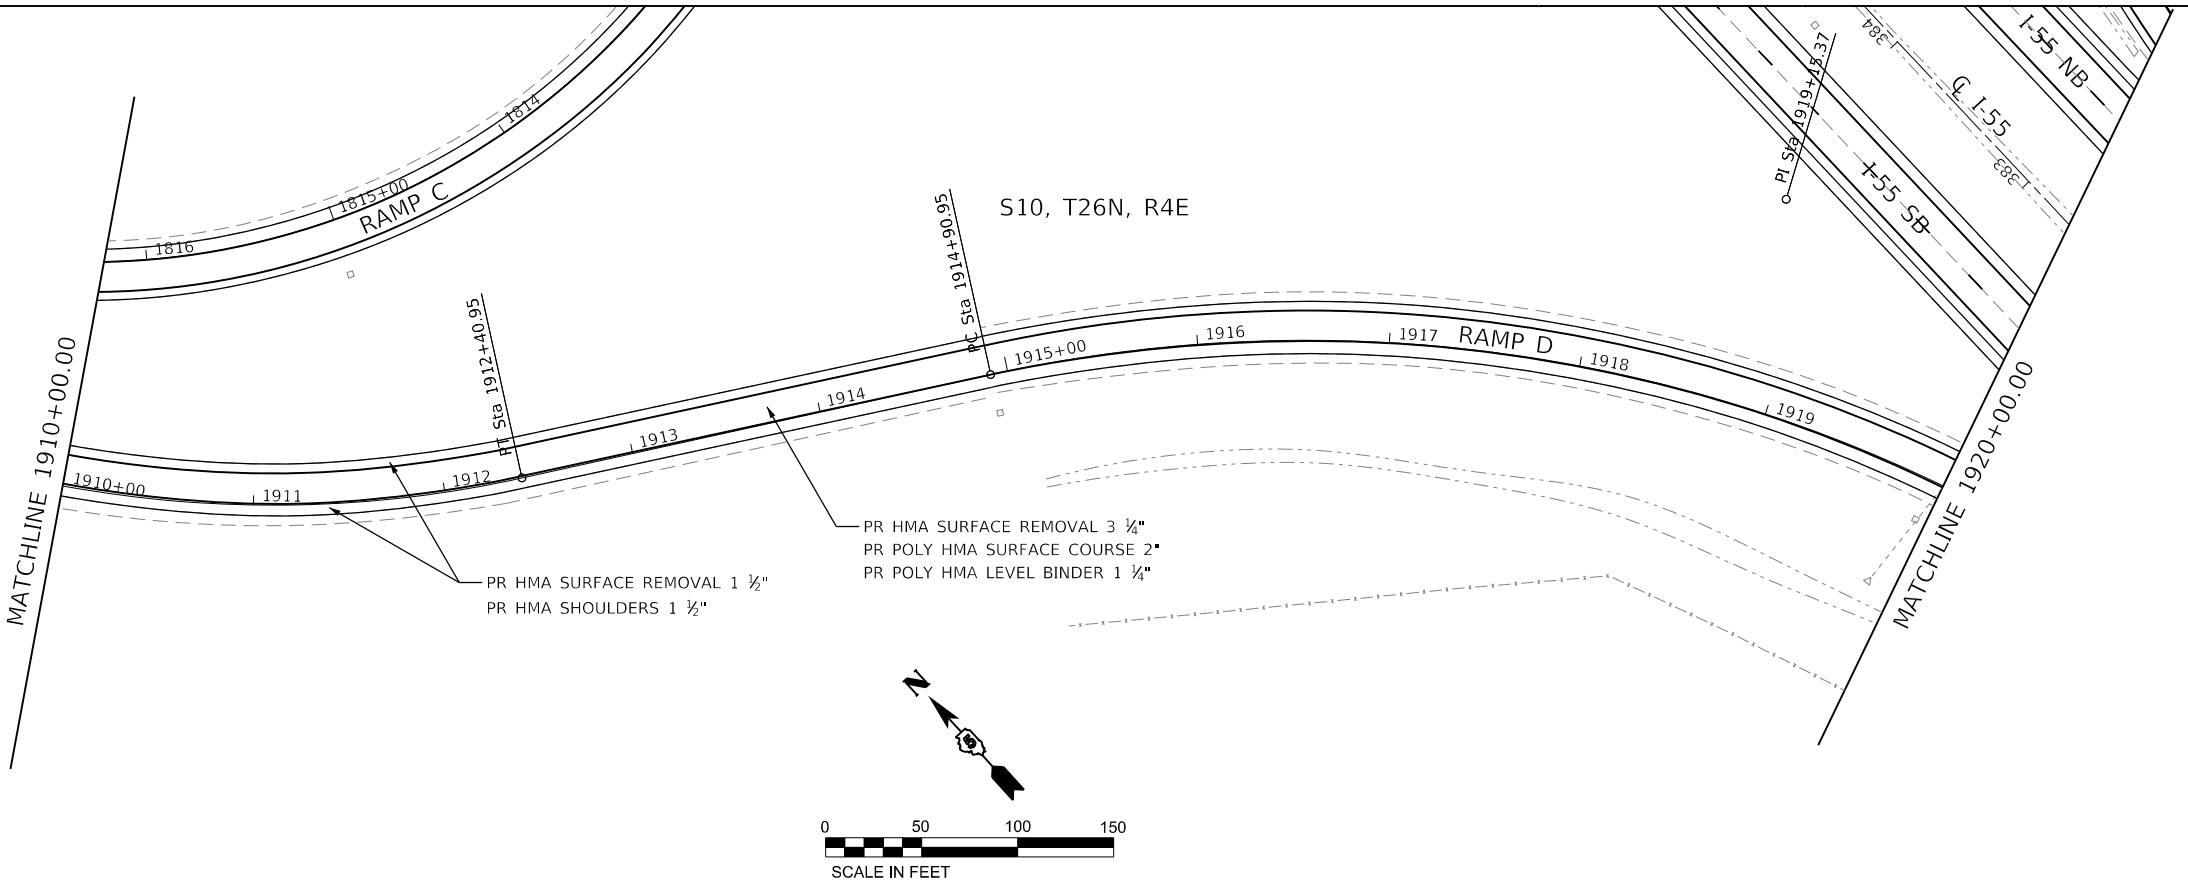 1814
1815+00
RAMP C
1816
MATCHLINE 1910+00.00
1910+00
1911
1912
PT Sta 1912+40.95
1913
1914
PC Sta 1914+90.95
S10, T26N, R4E
1915+00
1916
1917
RAMP D
1918
1919
PI Sta 1919+15.37
384
℄ I-55
383
I-55 NB
I-55 SB
MATCHLINE 1920+00.00
PR HMA SURFACE REMOVAL 3 ¼"
PR POLY HMA SURFACE COURSE 2"
PR POLY HMA LEVEL BINDER 1 ¼"
PR HMA SURFACE REMOVAL 1 ½"
PR HMA SHOULDERS 1 ½"
N
5
0 50 100 150
SCALE IN FEET